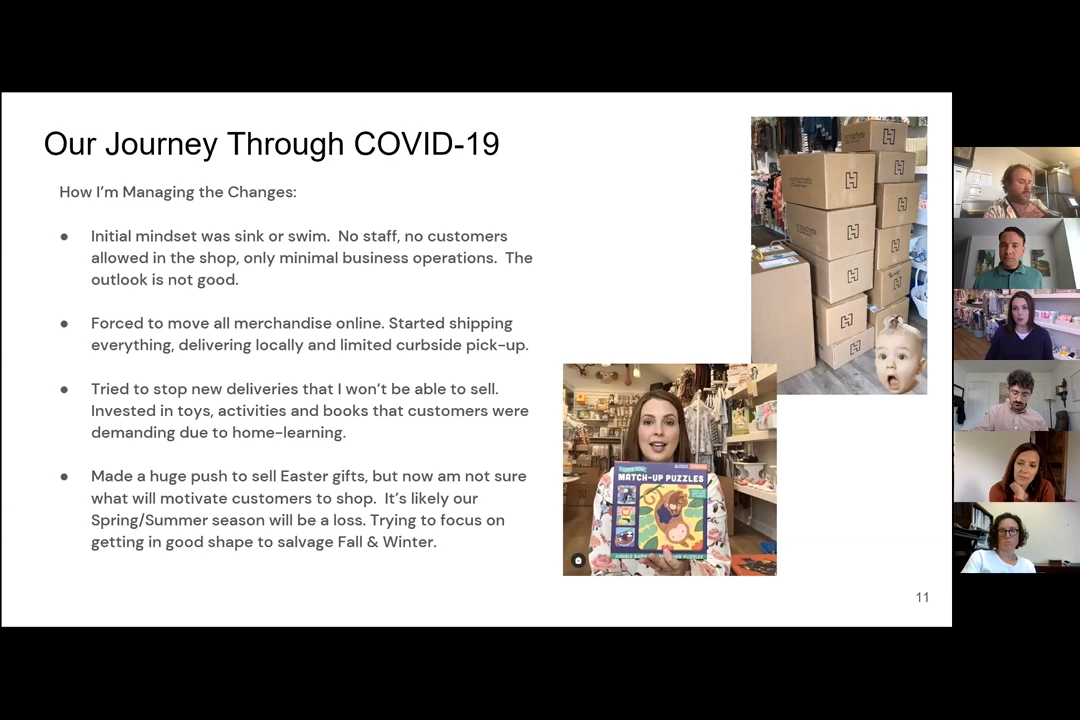 Our Journey Through COVID-19
How I'm Managing the Changes:
● Initial mindset was sink or swim.  No staff, no customers
allowed in the shop, only minimal business operations.  The
outlook is not good.
● Forced to move all merchandise online. Started shipping
everything, delivering locally and limited curbside pick-up.
● Tried to stop new deliveries that I won't be able to sell.
Invested in toys, activities and books that customers were
demanding due to home-learning.
● Made a huge push to sell Easter gifts, but now am not sure
what will motivate customers to shop.  It's likely our
Spring/Summer season will be a loss. Trying to focus on
getting in good shape to salvage Fall & Winter.
MATCH-UP PUZZLES
11